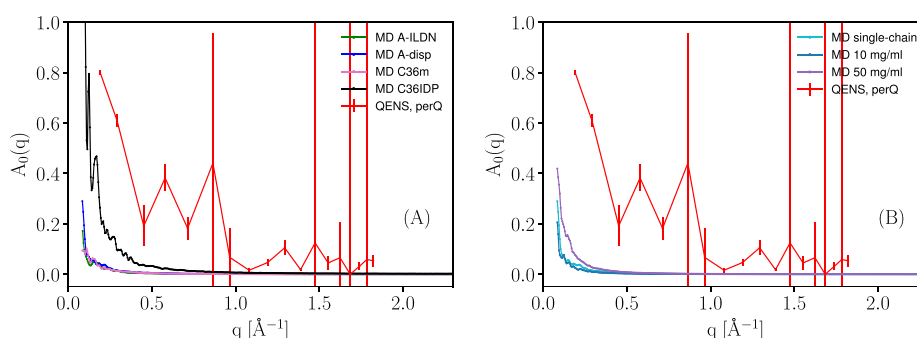 MD A-ILDN
MD A-disp
MD C36m
MD C36IDP
QENS, perQ
(A)
A₀(q)
1.0
0.8
0.6
0.4
0.2
0.0
0.0 0.5 1.0 1.5 2.0
q [Å⁻¹]
MD single-chain
MD 10 mg/ml
MD 50 mg/ml
QENS, perQ
(B)
A₀(q)
1.0
0.8
0.6
0.4
0.2
0.0
0.0 0.5 1.0 1.5 2.0
q [Å⁻¹]